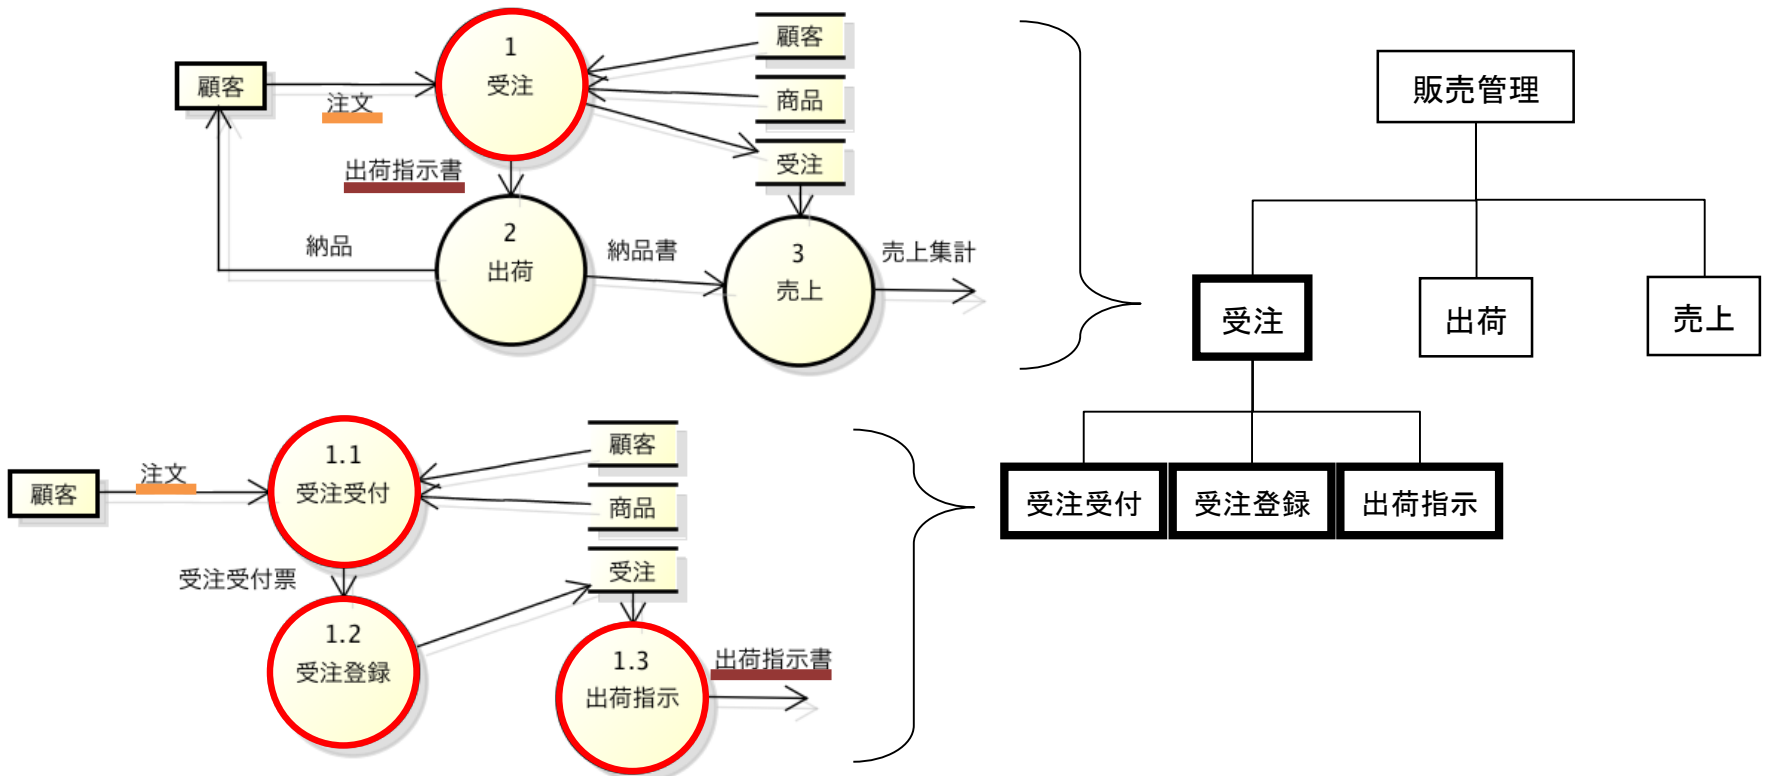 1
受注
顧客
注文
顧客
商品
受注
出荷指示書
2
出荷
納品
納品書
3
売上
売上集計
販売管理
受注
出荷
売上
受注受付
受注登録
出荷指示
顧客
注文
1.1
受注受付
顧客
商品
受注
受注受付票
1.2
受注登録
1.3
出荷指示
出荷指示書